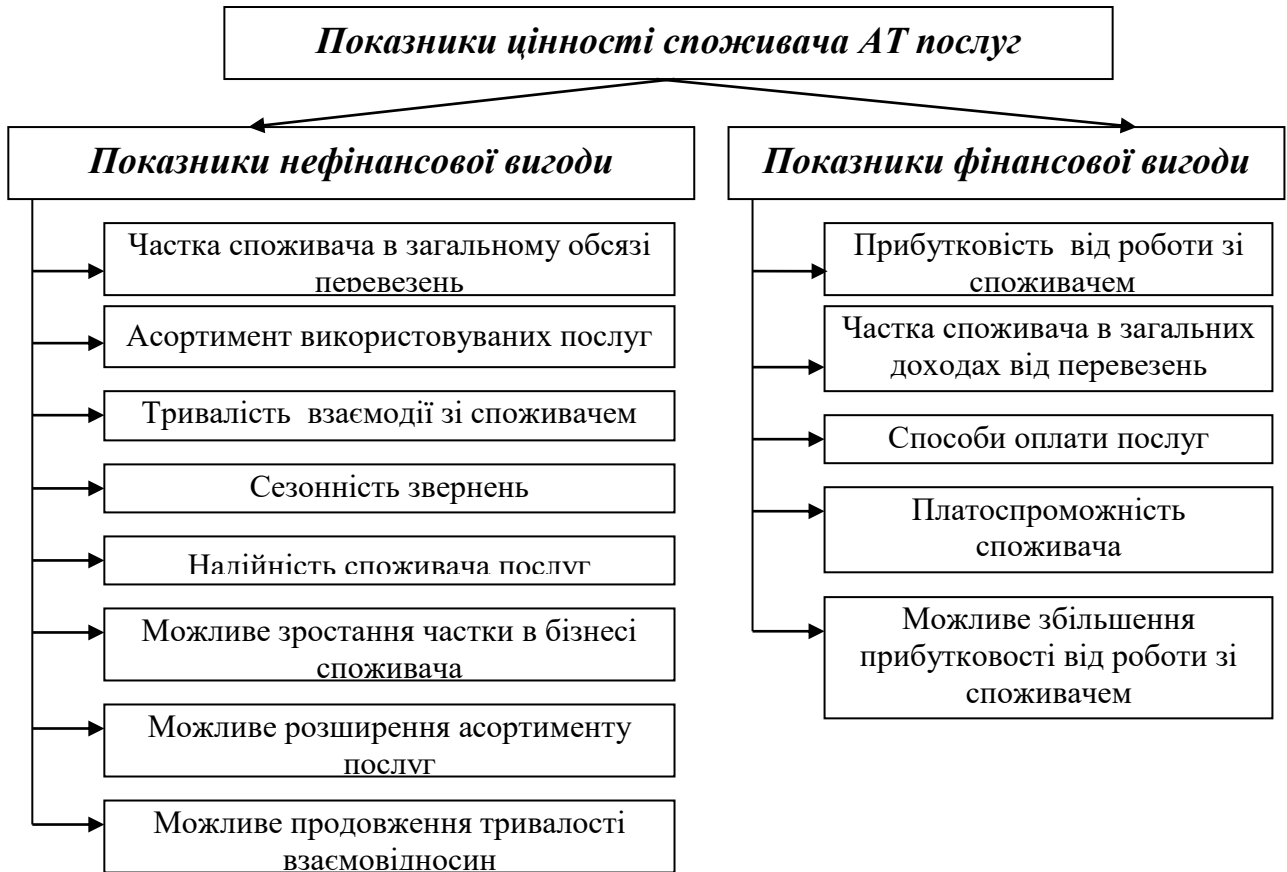 Показники цінності споживача АТ послуг
Показники нефінансової вигоди
Частка споживача в загальному обсязі
перевезень
Асортимент використовуваних послуг
Тривалість взаємодії зі споживачем
Сезонність звернень
Надійність споживача послуг
Можливе зростання частки в бізнесі
споживача
Можливе розширення асортименту
послуг
Можливе продовження тривалості
взаємовідносин
Показники фінансової вигоди
Прибутковість від роботи зі
споживачем
Частка споживача в загальних
доходах від перевезень
Способи оплати послуг
Платоспроможність
споживача
Можливе збільшення
прибутковості від роботи зі
споживачем